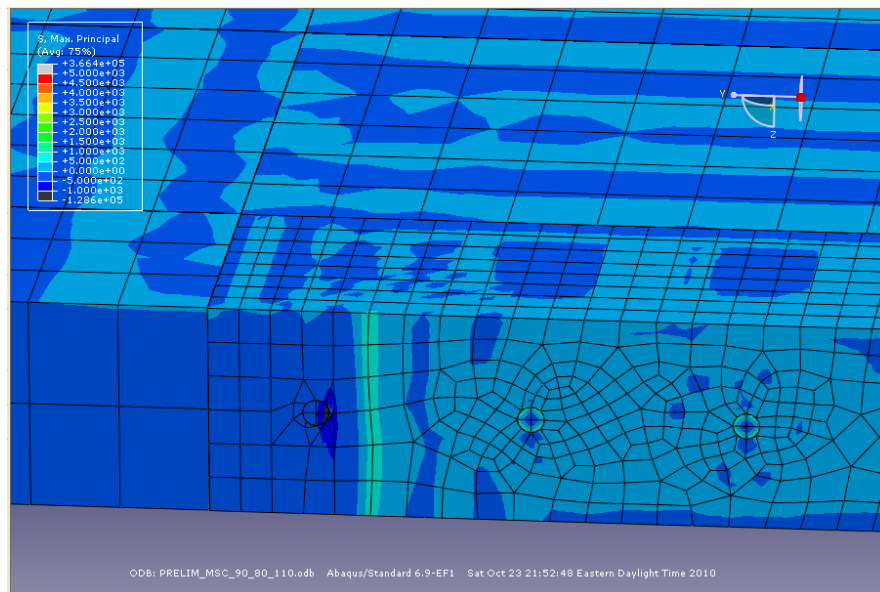 S, Max. Principal
(Avg: 75%)
+3.664e+05
+5.000e+03
+4.500e+03
+4.000e+03
+3.500e+03
+3.000e+03
+2.500e+03
+2.000e+03
+1.500e+03
+1.000e+03
+5.000e+02
+0.000e+00
-5.000e+02
-1.000e+03
-1.286e+05
Y
X
Z
ODB: PRELIM_MSC_90_80_110.odb Abaqus/Standard 6.9-EF1 Sat Oct 23 21:52:48 Eastern Daylight Time 2010